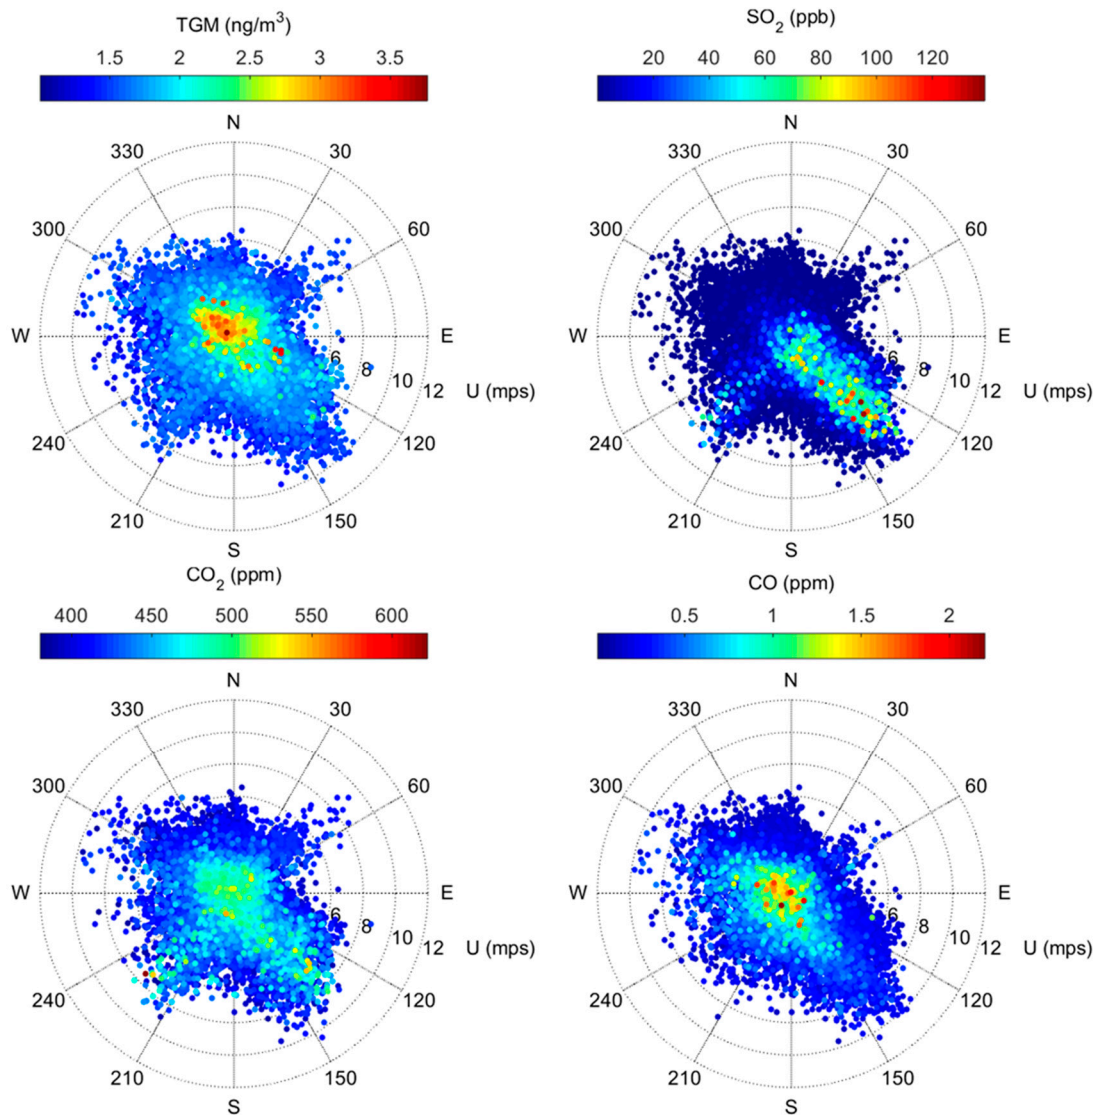 TGM (ng/m³)
1.5 2 2.5 3 3.5
N
330 30
300 60
W E
6 8 10 12 U (mps)
240 120
210 150
S
SO₂ (ppb)
20 40 60 80 100 120
N
330 30
300 60
W E
6 8 10 12 U (mps)
240 120
210 150
S
CO₂ (ppm)
400 450 500 550 600
N
330 30
300 60
W E
6 8 10 12 U (mps)
240 120
210 150
S
CO (ppm)
0.5 1 1.5 2
N
330 30
300 60
W E
6 8 10 12 U (mps)
240 120
210 150
S